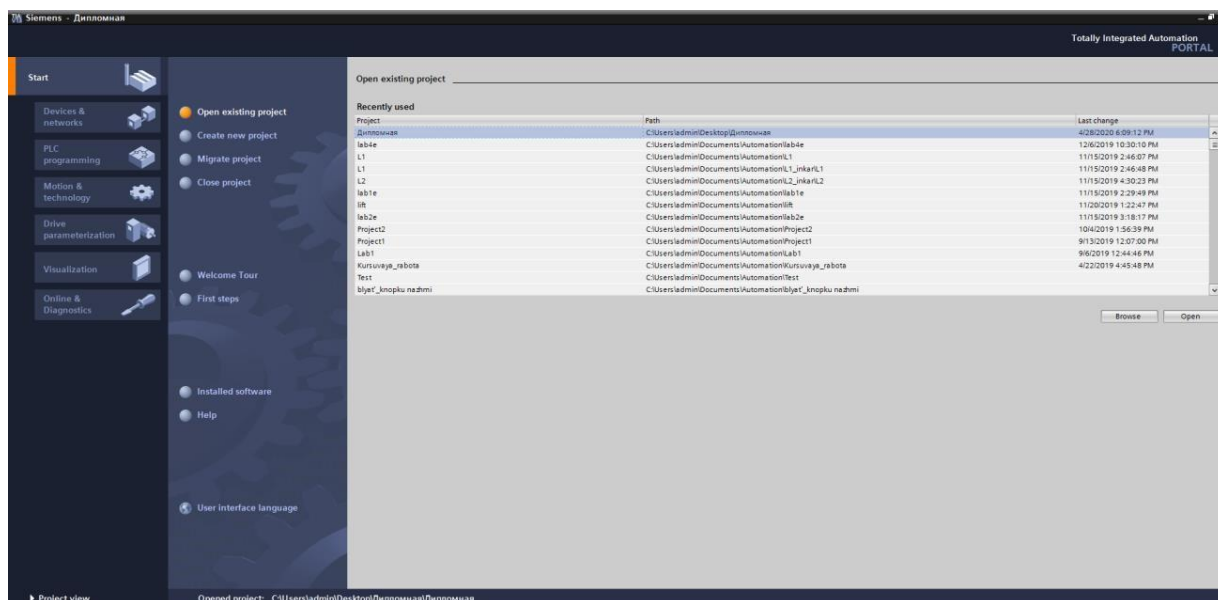 Siemens - Дипломная
Totally Integrated Automation
PORTAL
Start
Devices &
networks
PLC
programming
Motion &
technology
Drive
parameterization
Visualization
Online &
Diagnostics
Open existing project
Create new project
Migrate project
Close project
Welcome Tour
First steps
Installed software
Help
User interface language
Open existing project
Recently used
Project Path Last change
Дипломная C:\Users\admin\Desktop\Дипломная 4/28/2020 6:09:12 PM
lab4e C:\Users\admin\Documents\Automation\lab4e 12/6/2019 10:30:10 PM
L1 C:\Users\admin\Documents\Automation\L1 11/15/2019 2:46:07 PM
L1 C:\Users\admin\Documents\Automation\L1_inkar\L1 11/15/2019 2:46:48 PM
L2 C:\Users\admin\Documents\Automation\L2_inkar\L2 11/15/2019 4:30:23 PM
lab1e C:\Users\admin\Documents\Automation\lab1e 11/15/2019 2:29:49 PM
lift C:\Users\admin\Documents\Automation\lift 11/20/2019 1:22:47 PM
lab2e C:\Users\admin\Documents\Automation\lab2e 11/15/2019 3:18:17 PM
Project2 C:\Users\admin\Documents\Automation\Project2 10/4/2019 1:56:39 PM
Project1 C:\Users\admin\Documents\Automation\Project1 9/13/2019 12:07:00 PM
Lab1 C:\Users\admin\Documents\Automation\Lab1 9/6/2019 12:44:46 PM
Kursuvaya_rabota C:\Users\admin\Documents\Automation\Kursuvaya_rabota 4/22/2019 4:45:48 PM
Test C:\Users\admin\Documents\Automation\Test
blyat'_knopku nazhmi C:\Users\admin\Documents\Automation\blyat'_knopku nazhmi
Browse Open
Project view Opened project: C:\Users\admin\Desktop\Дипломная\Дипломная